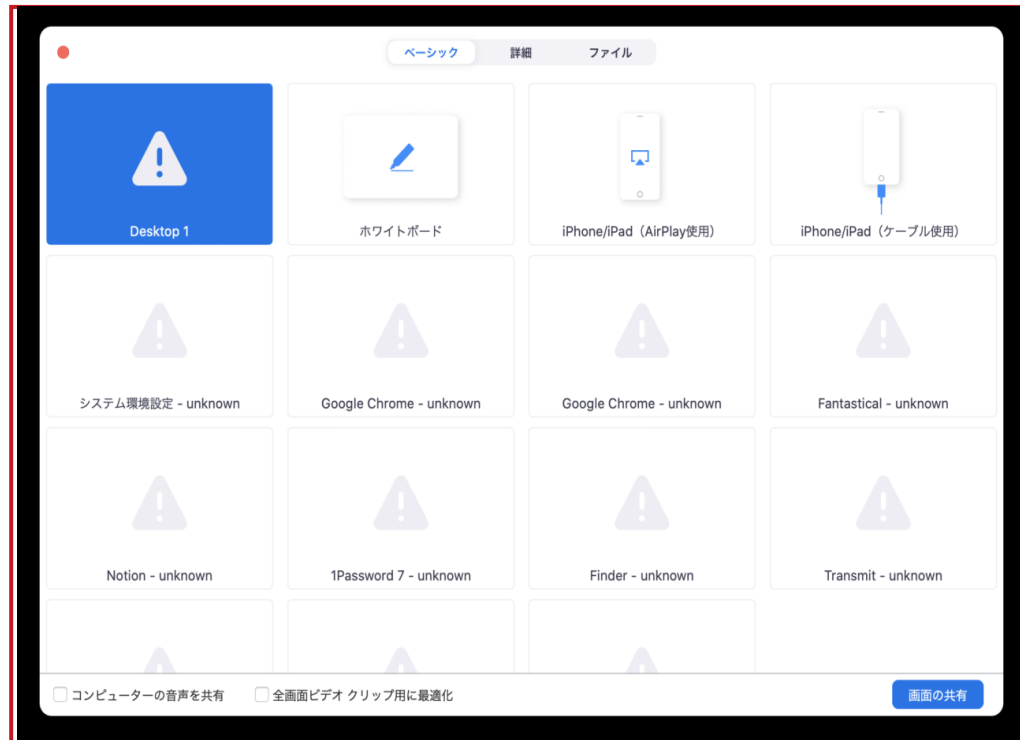 ベーシック 詳細 ファイル
Desktop 1 ホワイトボード iPhone/iPad（AirPlay使用） iPhone/iPad（ケーブル使用）
システム環境設定 - unknown Google Chrome - unknown Google Chrome - unknown Fantastical - unknown
Notion - unknown 1Password 7 - unknown Finder - unknown Transmit - unknown
コンピューターの音声を共有 全画面ビデオ クリップ用に最適化 画面の共有